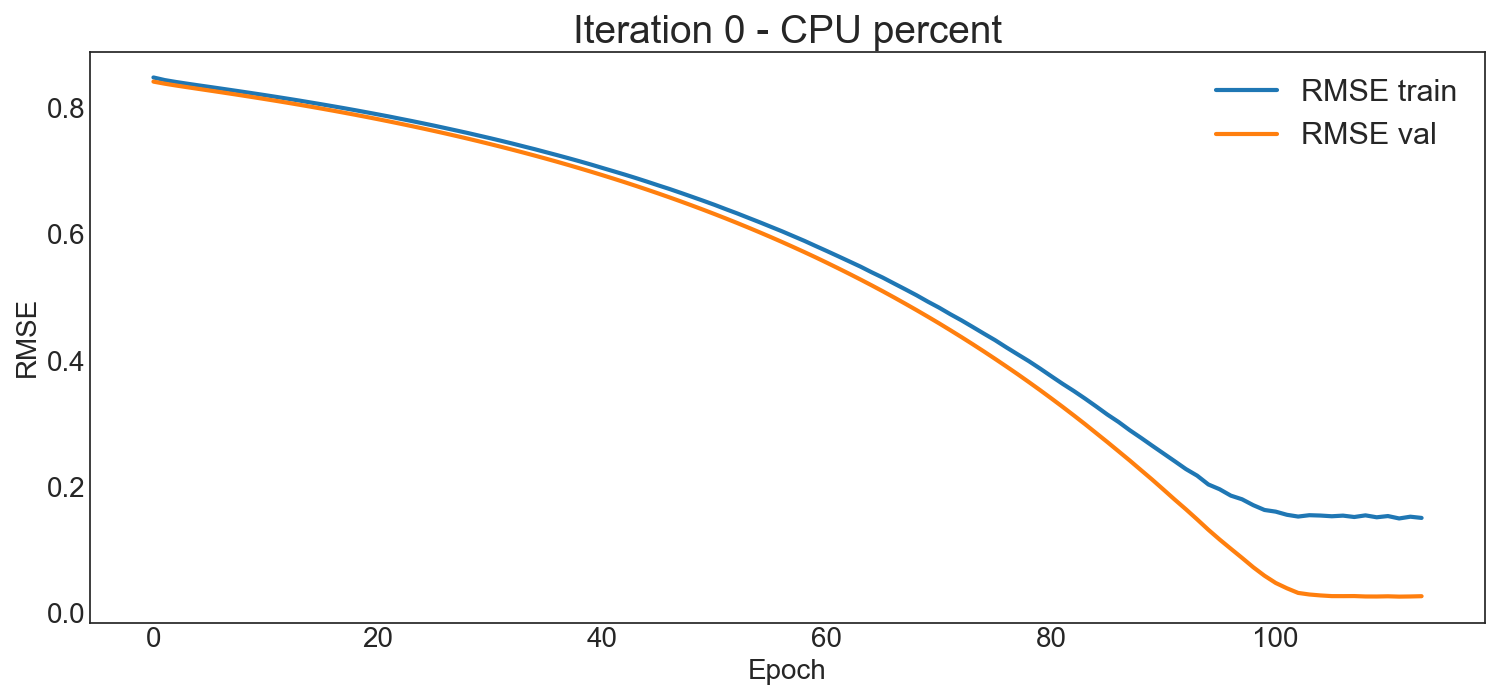 Iteration 0 - CPU percent
RMSE train
RMSE val
0.8
0.6
0.4
0.2
0.0
RMSE
0 20 40 60 80 100
Epoch